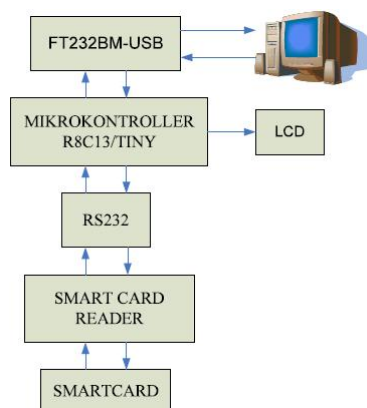 FT232BM-USB
MIKROKONTROLLER
R8C13/TINY
LCD
RS232
SMART CARD
READER
SMARTCARD